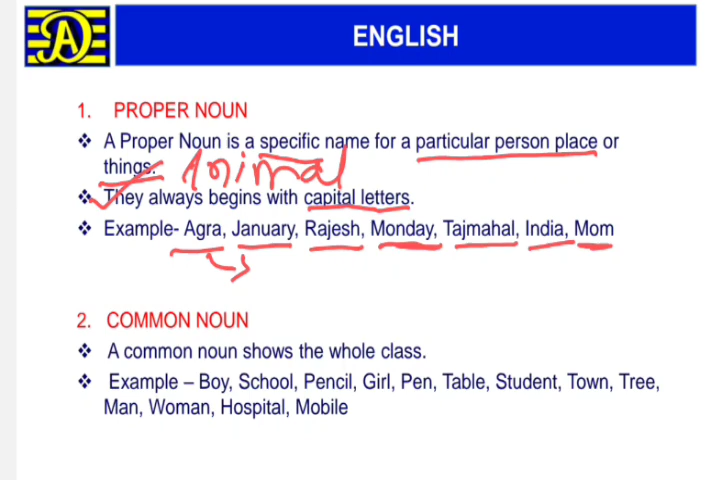 ENGLISH
1. PROPER NOUN
❖ A Proper Noun is a specific name for a particular person place or
things. Animal
❖ They always begins with capital letters.
❖ Example- Agra, January, Rajesh, Monday, Tajmahal, India, Mom
2. COMMON NOUN
❖ A common noun shows the whole class.
❖ Example – Boy, School, Pencil, Girl, Pen, Table, Student, Town, Tree,
Man, Woman, Hospital, Mobile